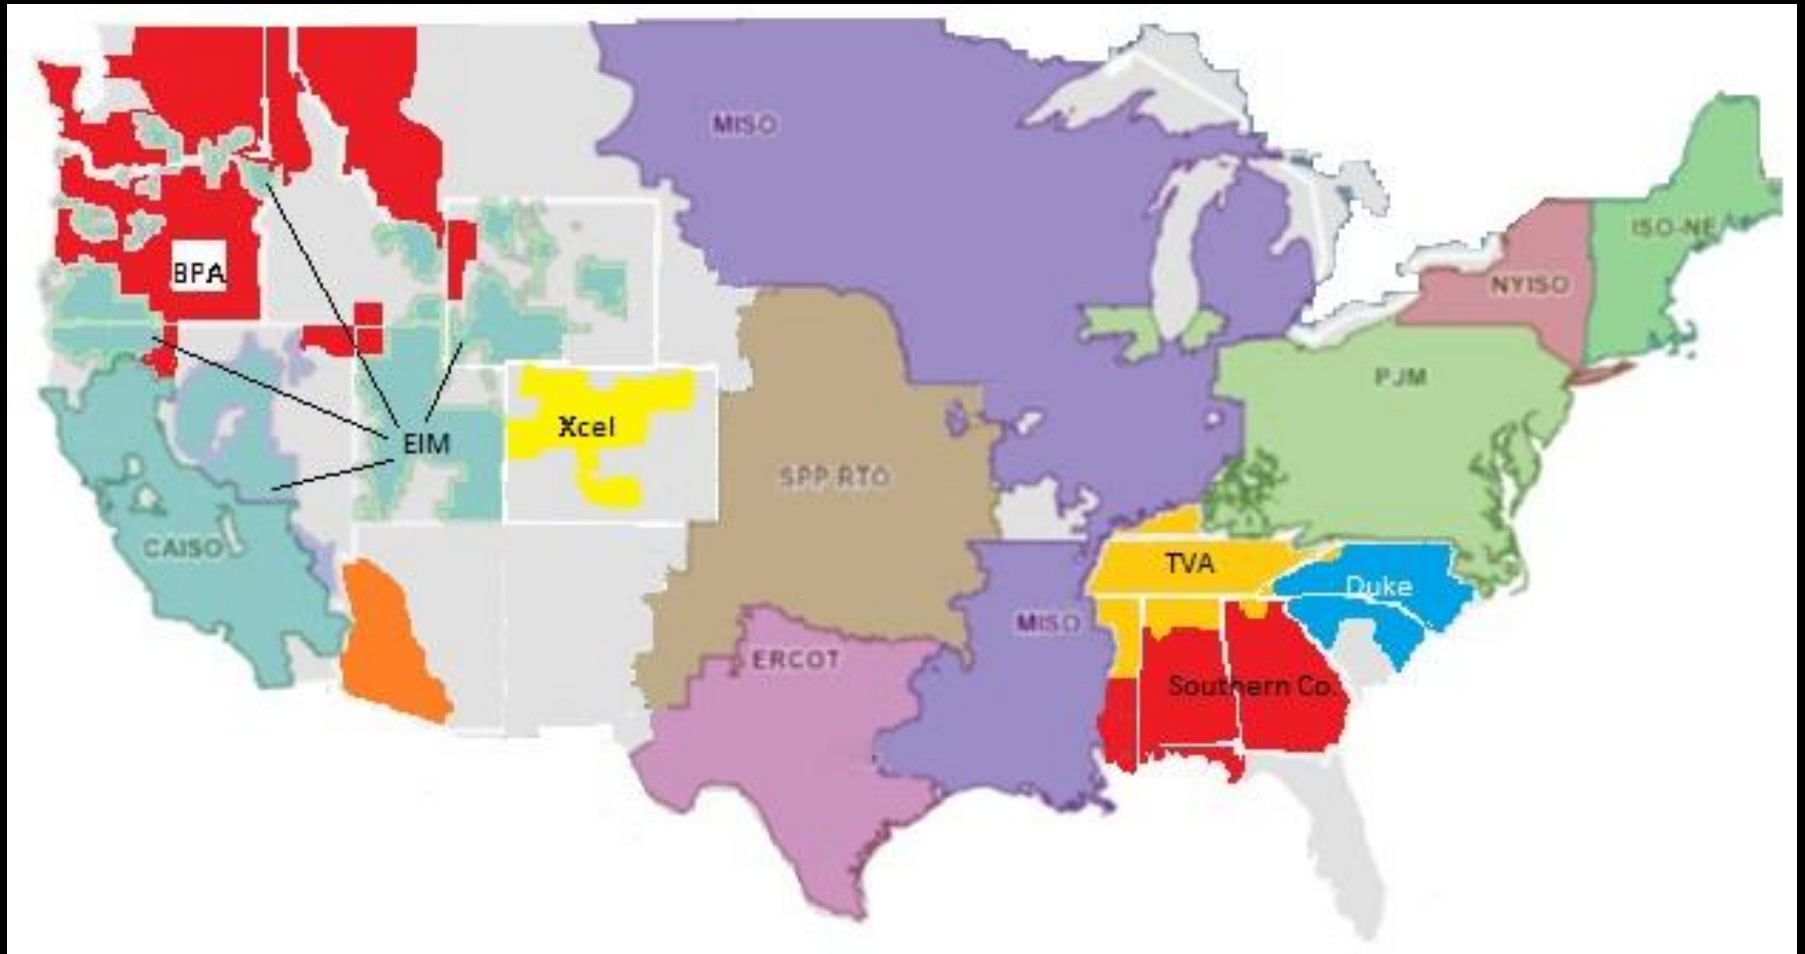 MISO
ISO-NE
BPA
NYISO
PJM
Xcel
EIM
SPP RTO
CAISO
TVA
Duke
MISO
ERCOT
Southern Co.